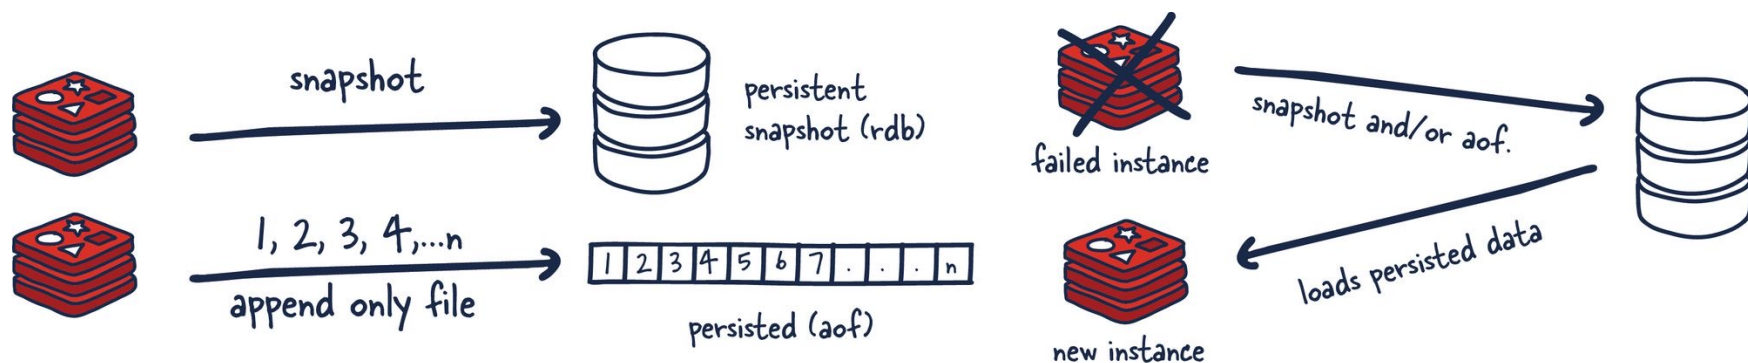 snapshot
persistent
snapshot (rdb)
1, 2, 3, 4,...n
append only file
1 2 3 4 5 6 7 . . . n
persisted (aof)
failed instance
snapshot and/or aof.
loads persisted data
new instance